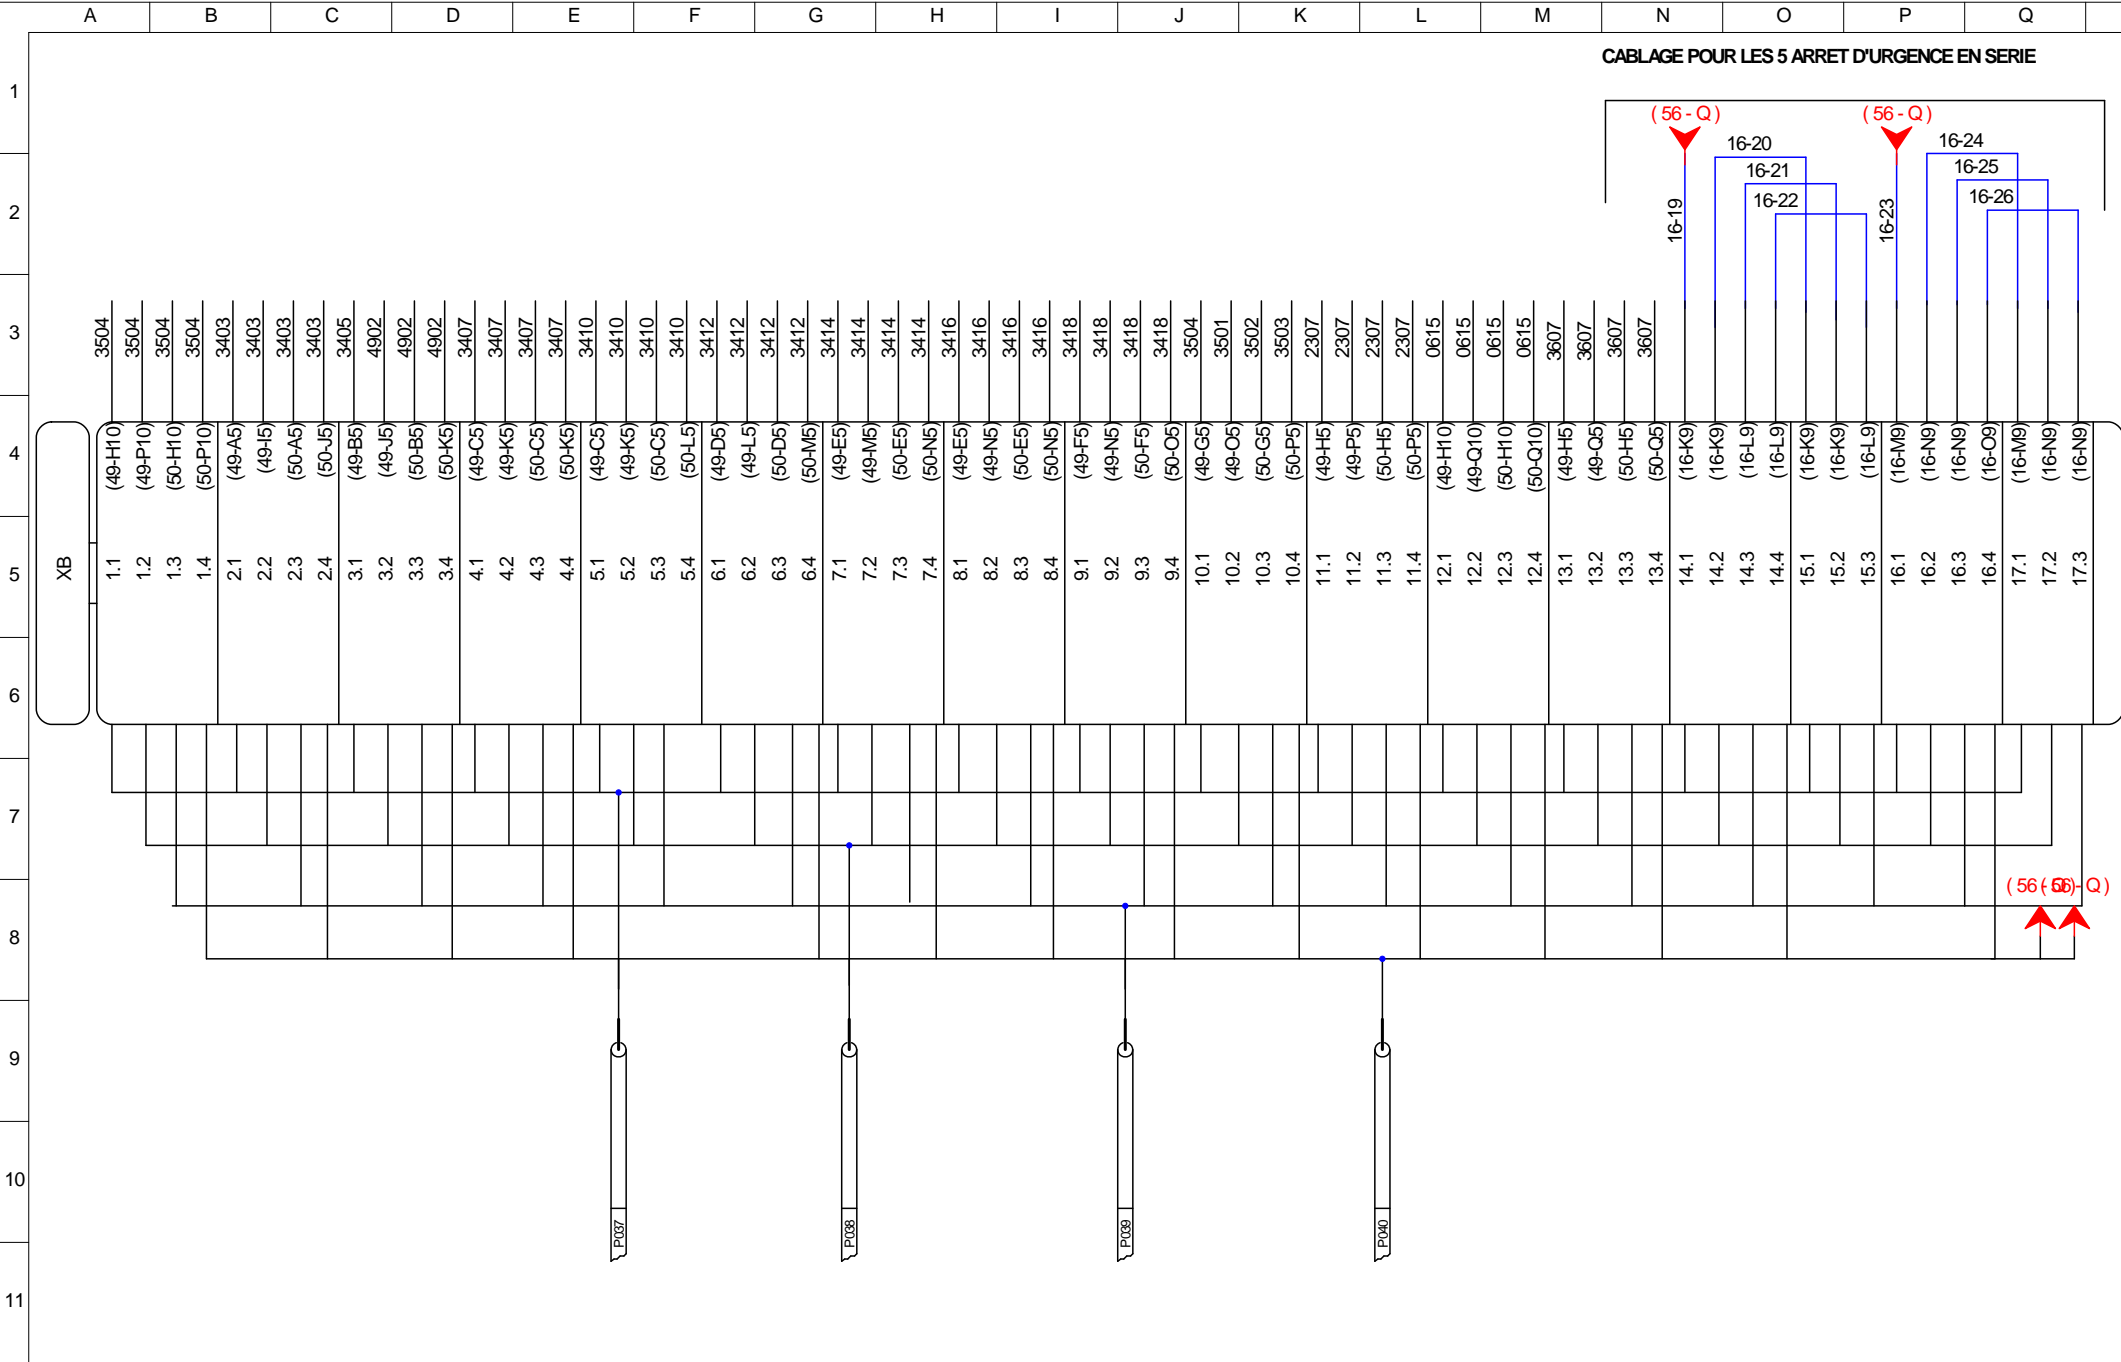 A B C D E F G H I J K L M N O P Q
CABLAGE POUR LES 5 ARRET D'URGENCE EN SERIE
1
( 56 - Q ) ( 56 - Q )
16-20 16-24
16-21 16-25
16-22 16-26
2
16-19 16-23
3
3504 3504 3504 3504 3403 3403 3403 3403 3405 4902 4902 4902 3407 3407 3407 3407 3410 3410 3410 3410 3412 3412 3412 3412 3414 3414 3414 3414 3416 3416 3416 3416 3418 3418 3418 3418 3504 3501 3502 3503 2307 2307 2307 2307 0615 0615 0615 0615 3607 3607 3607 3607
4
(49-H10) (49-P10) (50-H10) (50-P10) (49-A5) (49-I5) (50-A5) (50-J5) (49-B5) (49-J5) (50-B5) (50-K5) (49-C5) (49-K5) (50-C5) (50-K5) (49-C5) (49-K5) (50-C5) (50-L5) (49-D5) (49-L5) (50-D5) (50-M5) (49-E5) (49-M5) (50-E5) (50-N5) (49-E5) (49-N5) (50-E5) (50-N5) (49-F5) (49-N5) (50-F5) (50-O5) (49-G5) (49-O5) (50-G5) (50-P5) (49-H5) (49-P5) (50-H5) (50-P5) (49-H10) (49-Q10) (50-H10) (50-Q10) (49-H5) (49-Q5) (50-H5) (50-Q5) (16-K9) (16-K9) (16-L9) (16-L9) (16-K9) (16-K9) (16-L9) (16-M9) (16-N9) (16-N9) (16-O9) (16-M9) (16-N9) (16-N9)
5
XB
1.1 1.2 1.3 1.4 2.1 2.2 2.3 2.4 3.1 3.2 3.3 3.4 4.1 4.2 4.3 4.4 5.1 5.2 5.3 5.4 6.1 6.2 6.3 6.4 7.1 7.2 7.3 7.4 8.1 8.2 8.3 8.4 9.1 9.2 9.3 9.4 10.1 10.2 10.3 10.4 11.1 11.2 11.3 11.4 12.1 12.2 12.3 12.4 13.1 13.2 13.3 13.4 14.1 14.2 14.3 14.4 15.1 15.2 15.3 16.1 16.2 16.3 16.4 17.1 17.2 17.3
6
7
( 56 - Q ) ( 56 - Q )
8
9
10
P037 P038 P039 P040
11